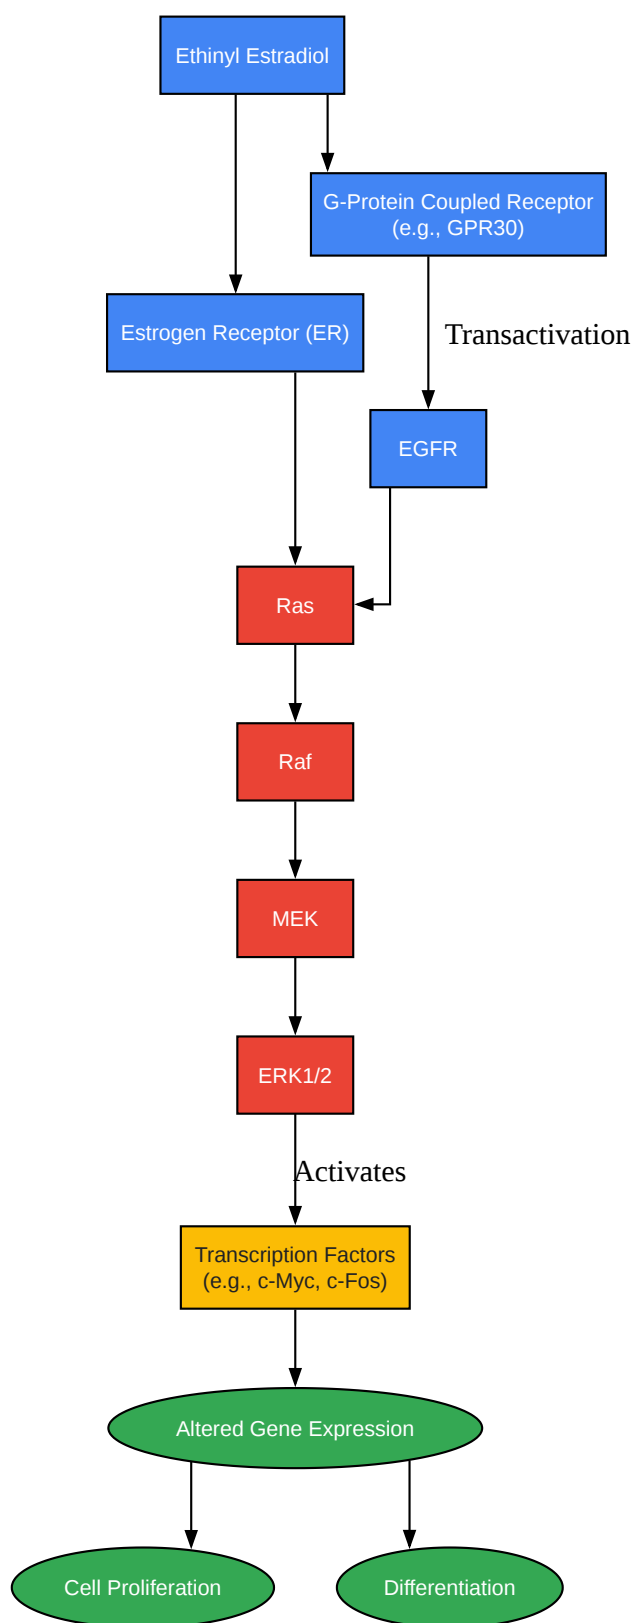 Ethinyl Estradiol
G-Protein Coupled Receptor
(e.g., GPR30)
Estrogen Receptor (ER)
Transactivation
EGFR
Ras
Raf
MEK
ERK1/2
Activates
Transcription Factors
(e.g., c-Myc, c-Fos)
Altered Gene Expression
Cell Proliferation
Differentiation